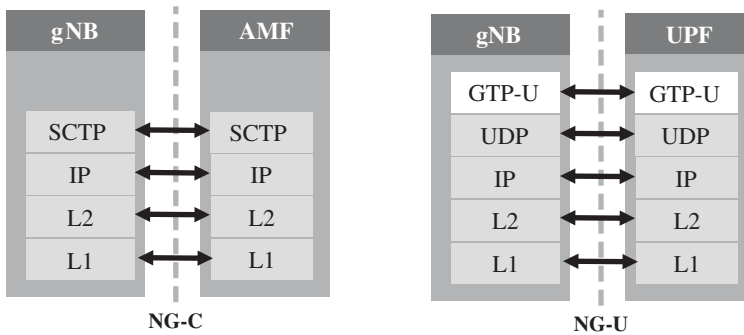 gNB AMF
SCTP SCTP
IP IP
L2 L2
L1 L1
NG-C
gNB UPF
GTP-U GTP-U
UDP UDP
IP IP
L2 L2
L1 L1
NG-U